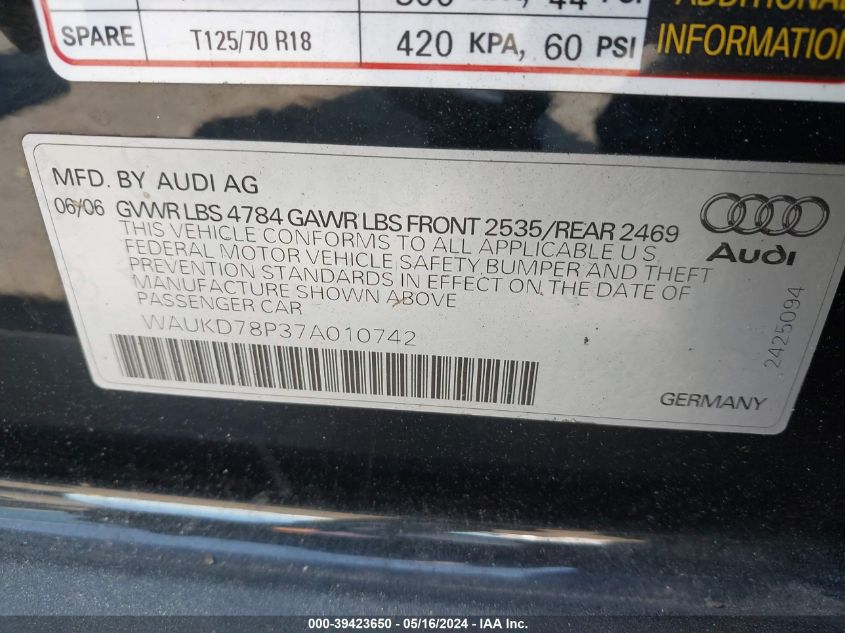 44
ADDITIONAL
SPARE T125/70 R18 420 KPA, 60 PSI INFORMATION
MFD. BY AUDI AG
06/06 GVWR LBS 4784 GAWR LBS FRONT 2535/REAR 2469
THIS VEHICLE CONFORMS TO ALL APPLICABLE U S
FEDERAL MOTOR VEHICLE SAFETY, BUMPER AND THEFT
PREVENTION STANDARDS IN EFFECT ON THE DATE OF
MANUFACTURE SHOWN ABOVE
PASSENGER CAR
WAUKD78P37A010742
Audi
2425094
GERMANY
000-39423650 - 05/16/2024 - IAA Inc.